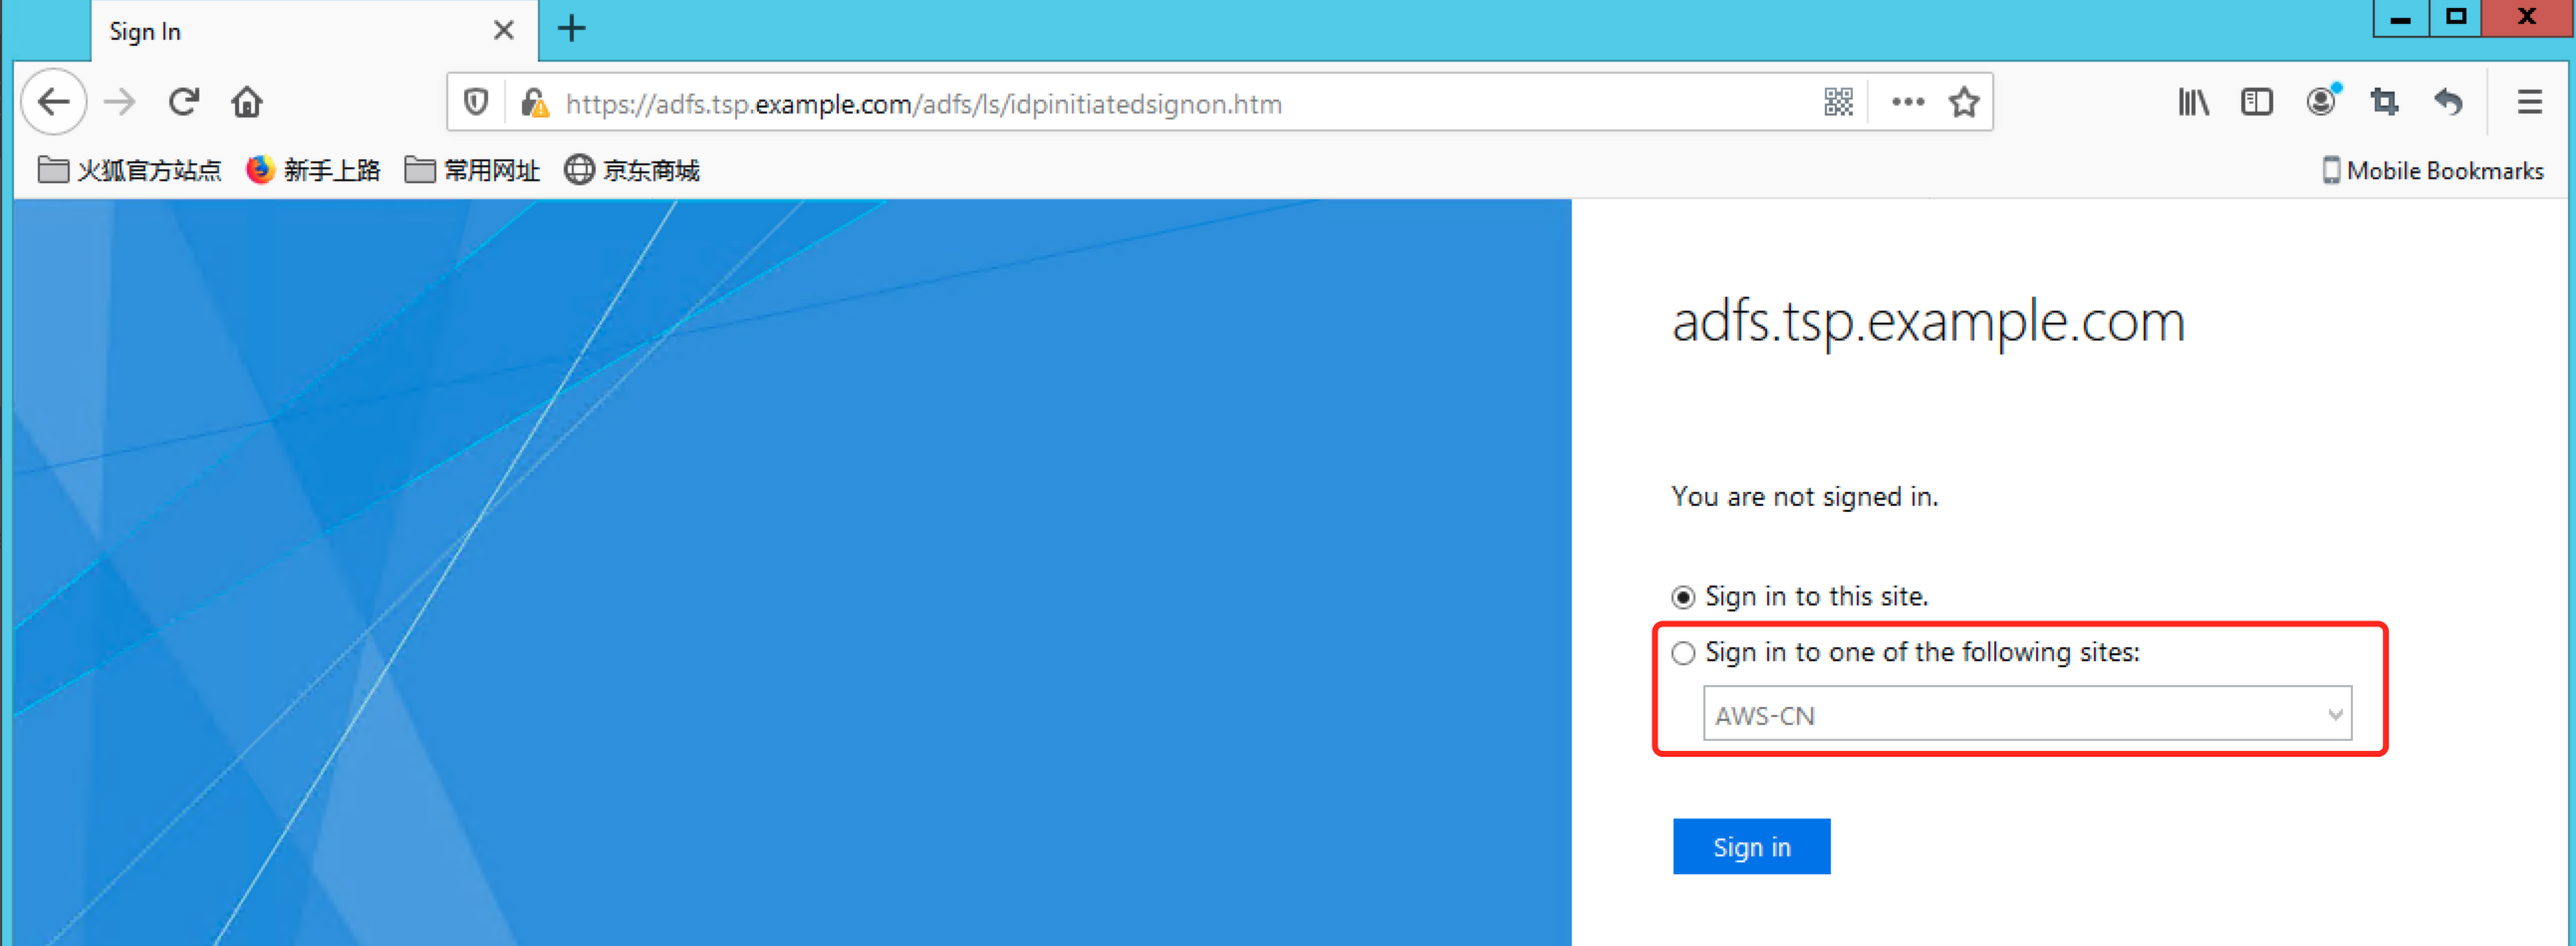 Sign In
https://adfs.tsp.example.com/adfs/ls/idpinitiatedsignon.htm
火狐官方站点 新手上路 常用网址 京东商城 Mobile Bookmarks
adfs.tsp.example.com
You are not signed in.
Sign in to this site.
Sign in to one of the following sites:
AWS-CN
Sign in